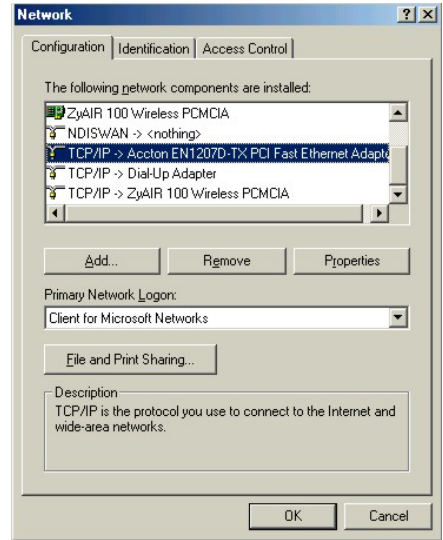 Network
Configuration Identification Access Control
The following network components are installed:
ZyAIR 100 Wireless PCMCIA
NDISWAN -> <nothing>
TCP/IP -> Accton EN1207D-TX PCI Fast Ethernet Adapte
TCP/IP -> Dial-Up Adapter
TCP/IP -> ZyAIR 100 Wireless PCMCIA
Add... Remove Properties
Primary Network Logon:
Client for Microsoft Networks
File and Print Sharing...
Description
TCP/IP is the protocol you use to connect to the Internet and
wide-area networks.
OK Cancel